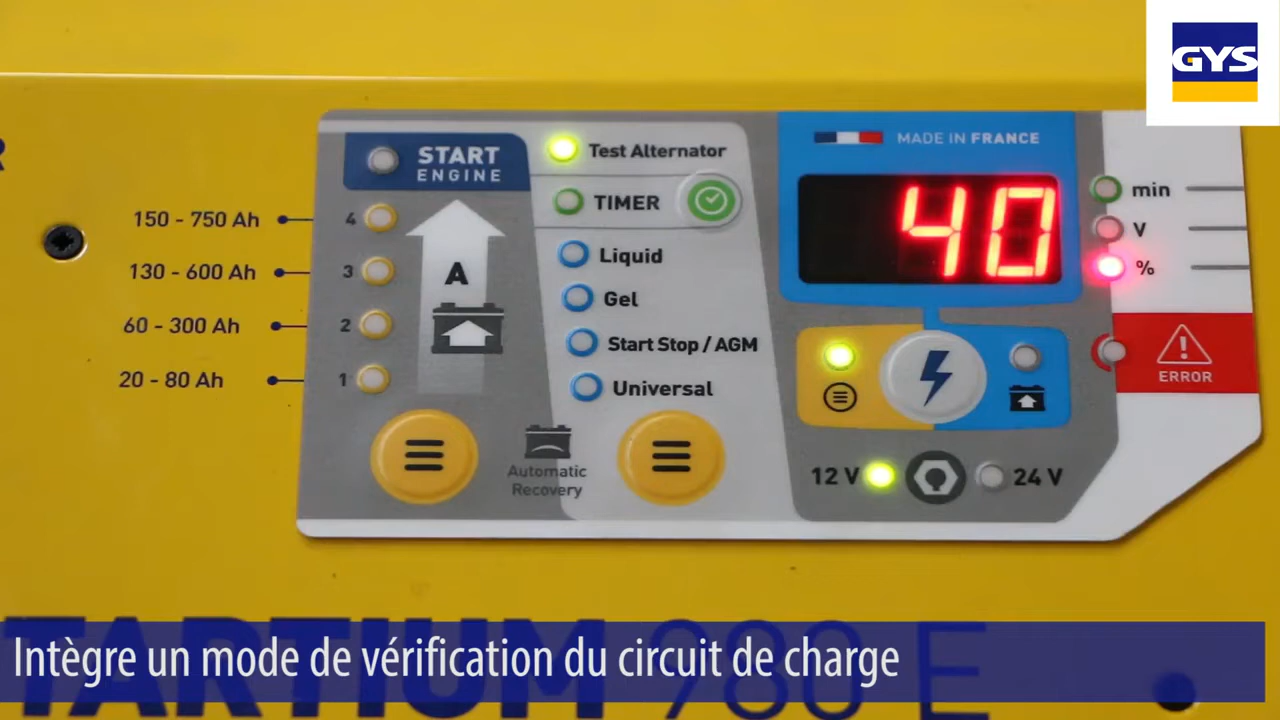 GYS
START
ENGINE
Test Alternator
MADE IN FRANCE
TIMER
40
min
V
%
150 - 750 Ah
4
130 - 600 Ah
3
60 - 300 Ah
2
20 - 80 Ah
1
A
Liquid
Gel
Start Stop / AGM
Universal
ERROR
Automatic
Recovery
12 V
24 V
TARTIUM 980 E
Intègre un mode de vérification du circuit de charge
R